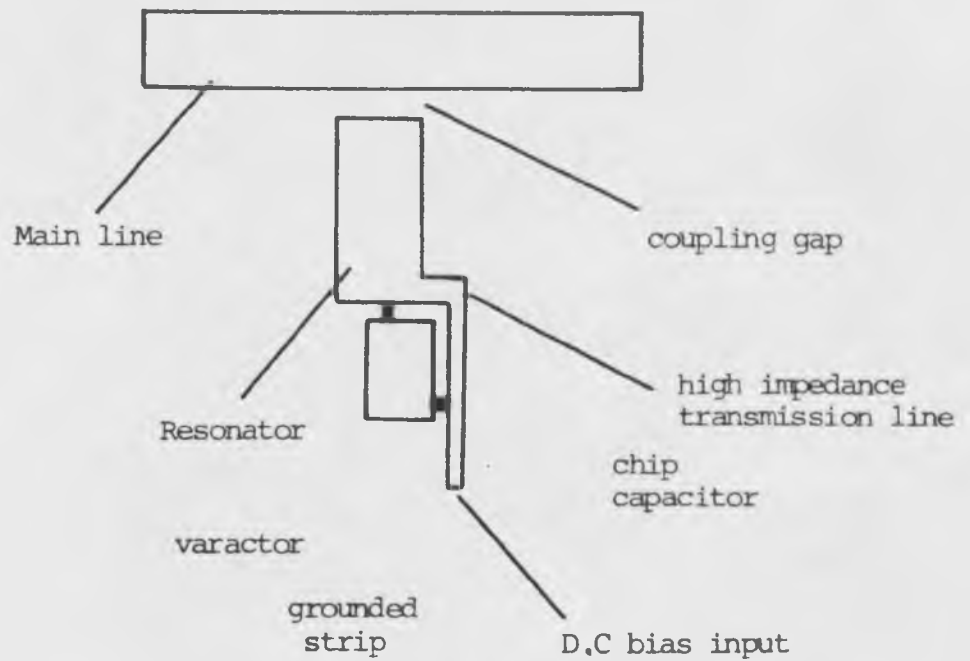 Main line
coupling gap
high impedance
transmission line
Resonator
chip
capacitor
varactor
grounded
strip
D.C bias input